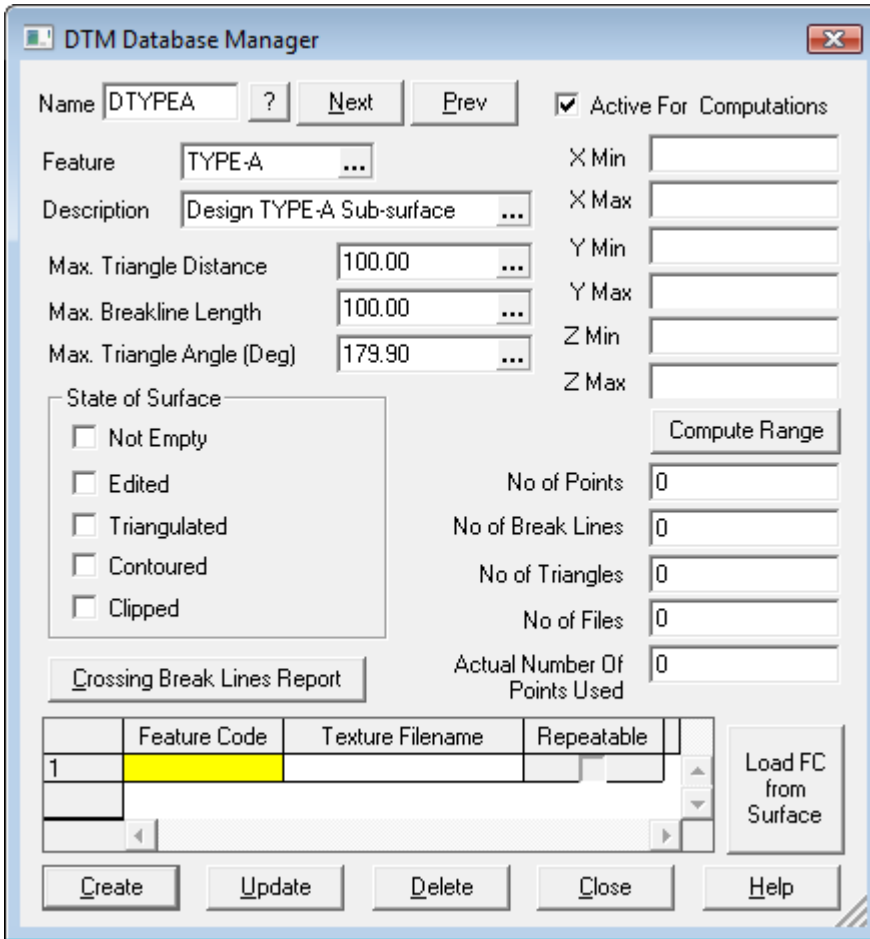 DTM Database Manager
Name DTYPEA ? Next Prev Active For Computations
Feature TYPE-A ... X Min
Description Design TYPE-A Sub-surface ... X Max
Y Min
Max. Triangle Distance 100.00 ...
Y Max
Max. Breakline Length 100.00 ...
Z Min
Max. Triangle Angle (Deg) 179.90 ...
Z Max
State of Surface
Compute Range
Not Empty
Edited
Triangulated
Contoured
Clipped
No of Points 0
No of Break Lines 0
No of Triangles 0
No of Files 0
Actual Number Of
Points Used 0
Crossing Break Lines Report
Feature Code Texture Filename Repeatable
1
Load FC
from
Surface
Create Update Delete Close Help